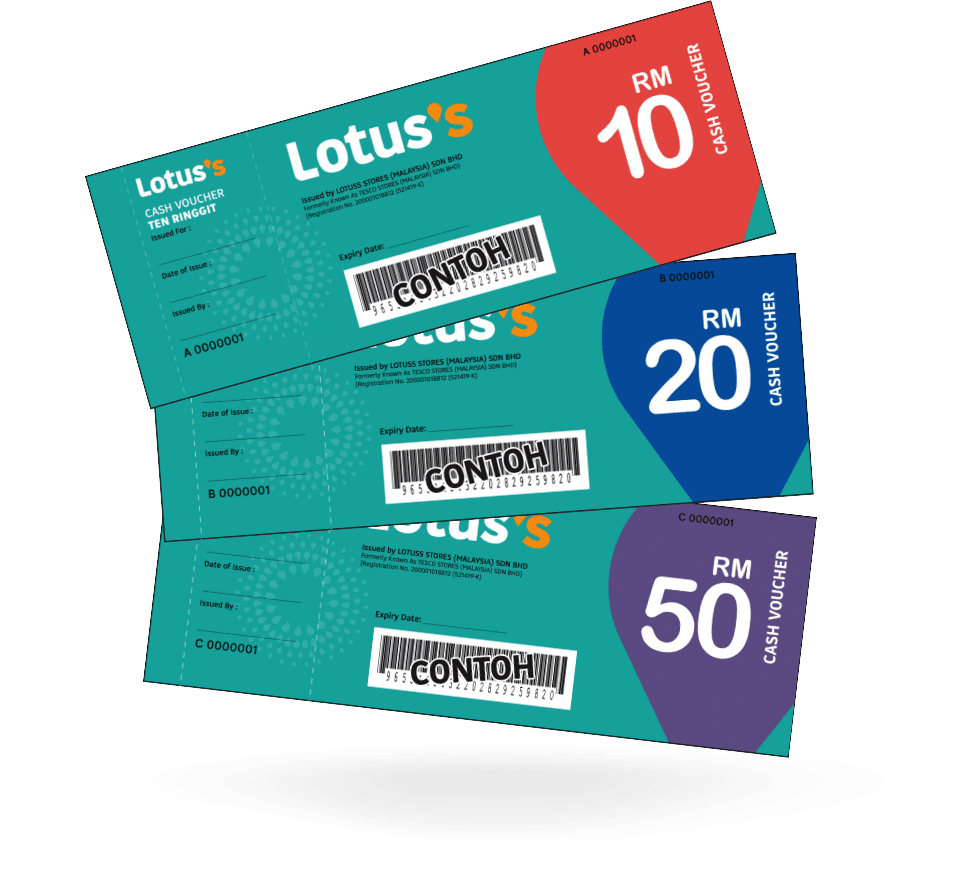 A 0000001
RM
10
CASH VOUCHER
Lotus's
Issued by LOTUSS STORES (MALAYSIA) SDN BHD
Formerly Known As TESCO STORES (MALAYSIA) SDN BHD
(Registration No. 200001018812 (521419-K)
Expiry Date:
CONTOH
Lotus's
CASH VOUCHER
TEN RINGGIT
Issued For :
Date of Issue :
Issued By :
A 0000001
B 0000001
RM
20
CASH VOUCHER
otus's
Issued by LOTUSS STORES (MALAYSIA) SDN BHD
Formerly Known As TESCO STORES (MALAYSIA) SDN BHD
(Registration No. 200001018812 (521419-K)
Expiry Date:
CONTOH
Date of Issue :
Issued By :
B 0000001
C 0000001
RM
50
CASH VOUCHER
otus's
Issued by LOTUSS STORES (MALAYSIA) SDN BHD
Formerly Known As TESCO STORES (MALAYSIA) SDN BHD
(Registration No. 200001018812 (521419-K)
Expiry Date:
CONTOH
Date of Issue :
Issued By :
C 0000001